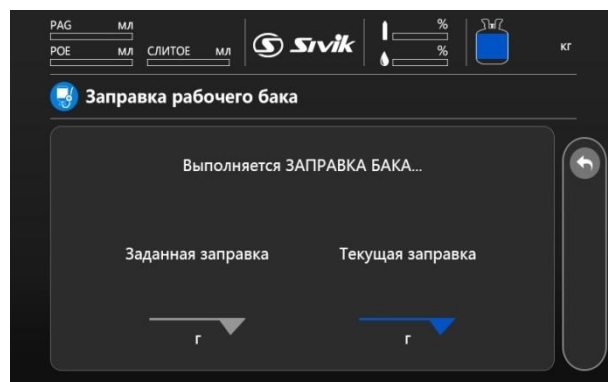 PAG мл
POE мл СЛИТОЕ мл Sivik % % кг
Заправка рабочего бака
Выполняется ЗАПРАВКА БАКА...
Заданная заправка Текущая заправка
г г